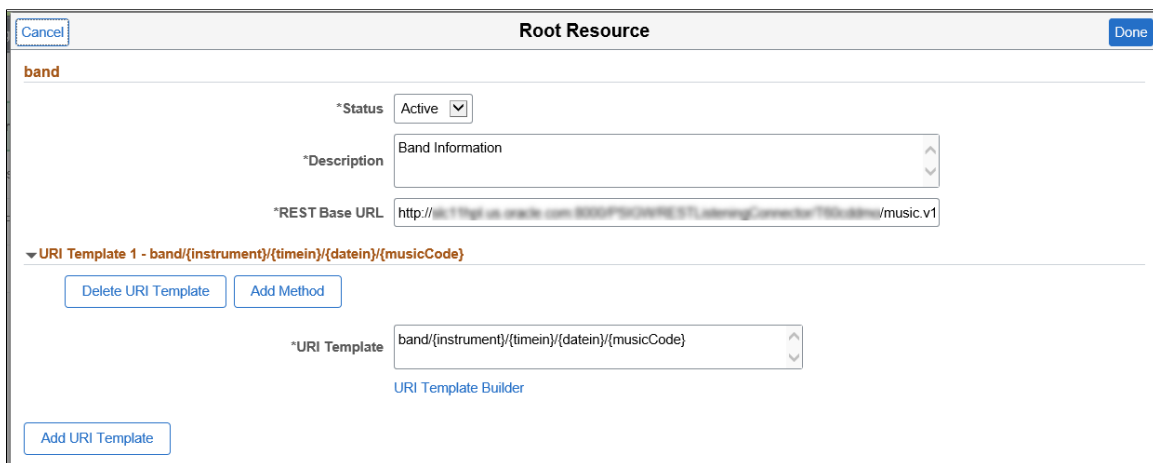 Cancel Root Resource Done
band
*Status Active
*Description Band Information
*REST Base URL http:// /music.v1
URI Template 1 - band/{instrument}/{timein}/{datein}/{musicCode}
Delete URI Template Add Method
*URI Template band/{instrument}/{timein}/{datein}/{musicCode}
URI Template Builder
Add URI Template